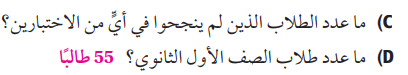 (C ما عدد الطلاب الذين لم ينجحوا في أيٍّ من الاختبارين؟
(D ما عدد طلاب الصف الأول الثانوي؟ 55 طالبًا